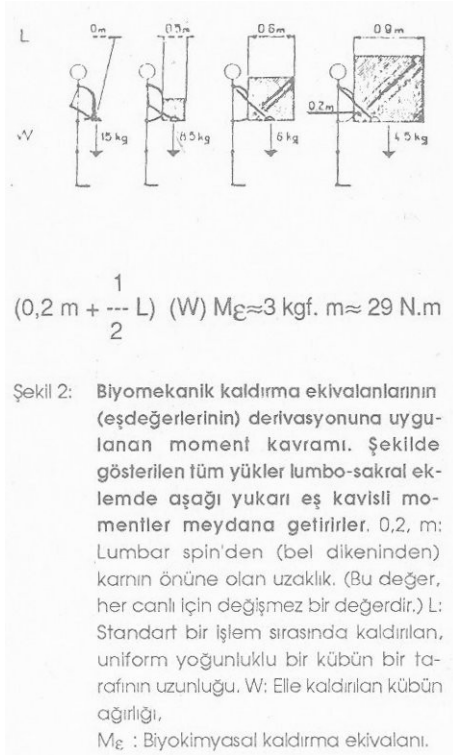 L 0m 0.3m 0.6m 0.9m
0.2m
W 15 kg 8.5 kg 6 kg 4.5 kg
1
(0,2 m + --- L) (W) Mε≈3 kgf. m≈ 29 N.m
2
Şekil 2: Biyomekanik kaldırma ekivalanlarının
(eşdeğerlerinin) derivasyonuna uygu-
lanan moment kavramı. Şekilde
gösterilen tüm yükler lumbo-sakral ek-
lemde aşağı yukarı eş kavisli mo-
mentler meydana getirirler. 0,2, m:
Lumbar spin'den (bel dikeninden)
karnın önüne olan uzaklık. (Bu değer,
her canlı için değişmez bir değerdir.) L:
Standart bir işlem sırasında kaldırılan,
uniform yoğunluklu bir kübün bir ta-
rafının uzunluğu. W: Elle kaldırılan kübün
ağırlığı,
Mε : Biyokimyasal kaldırma ekivalanı.